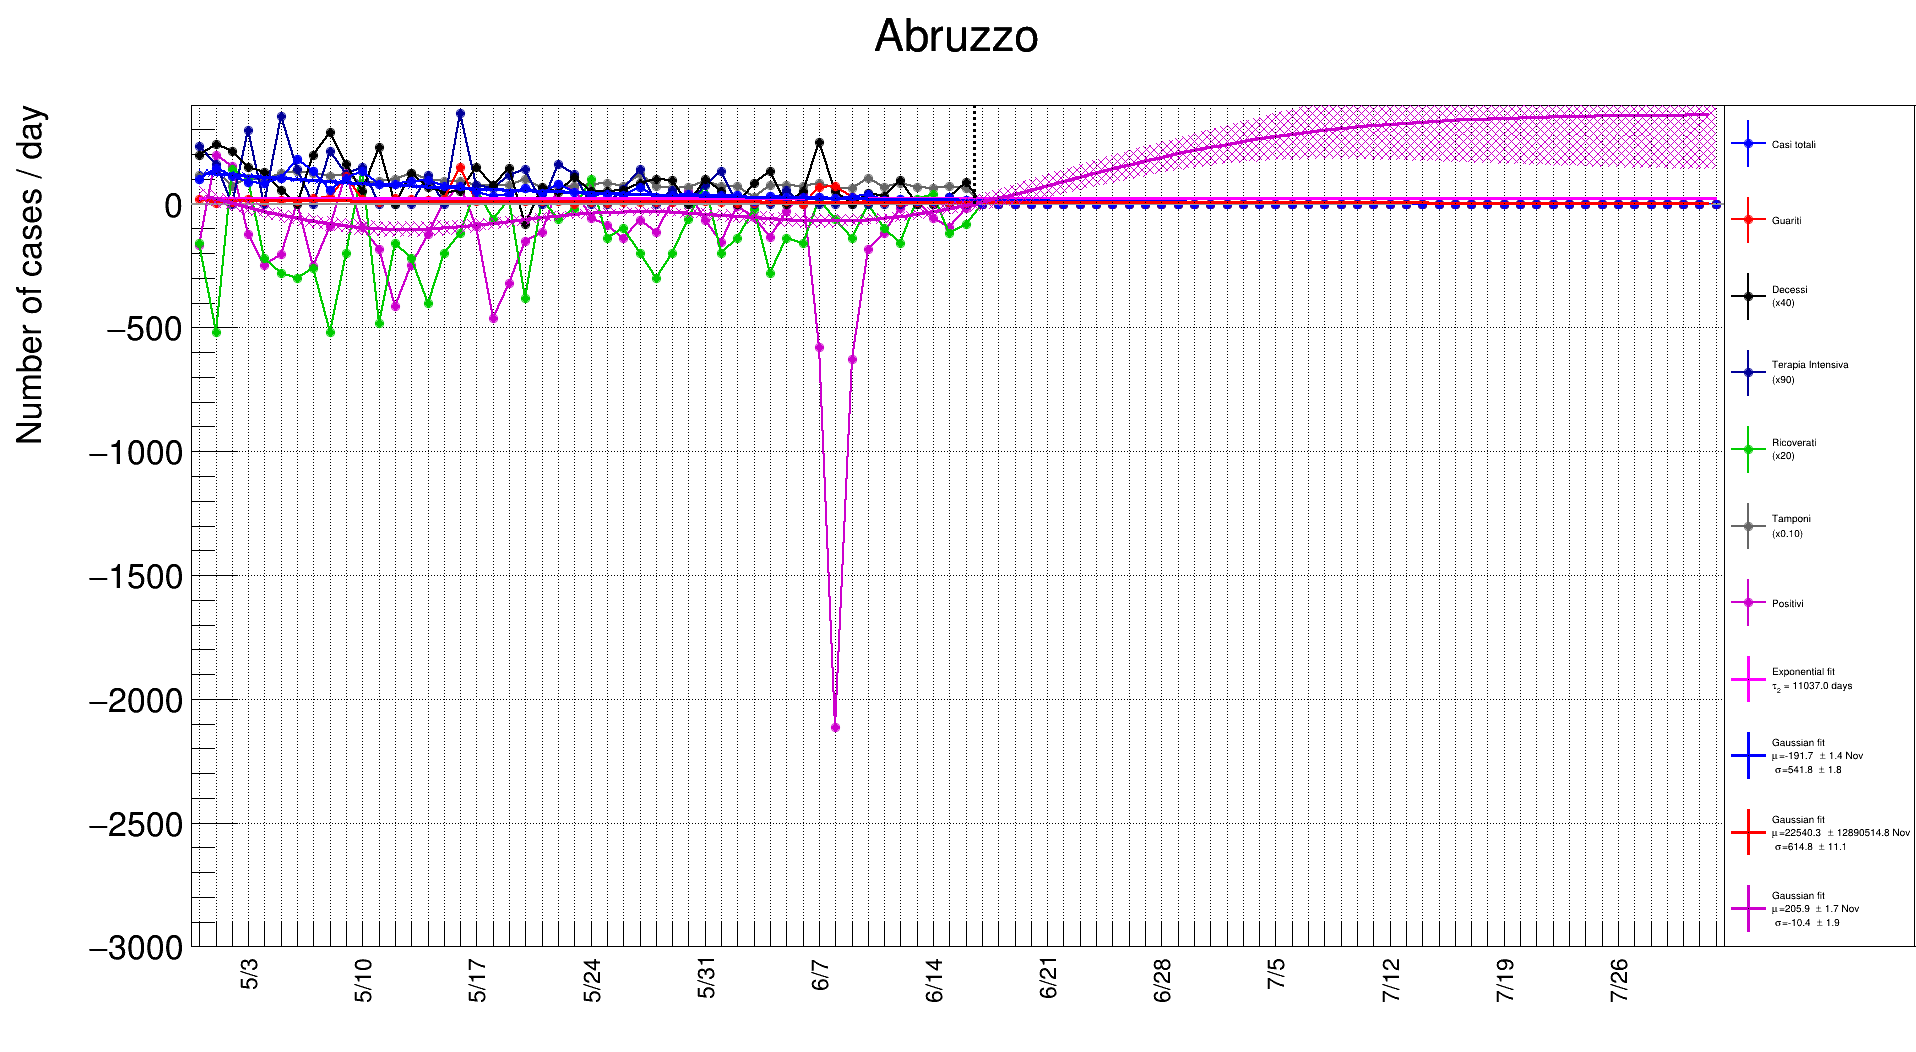 Abruzzo
Number of cases / day
0
−500
−1000
−1500
−2000
−2500
−3000
5/3
5/10
5/17
5/24
5/31
6/7
6/14
6/21
6/28
7/5
7/12
7/19
7/26
Casi totali
Guariti
Decessi
(x40)
Terapia Intensiva
(x90)
Ricoverati
(x20)
Tamponi
(x0.10)
Positivi
Exponential fit
τ2 = 11037.0 days
Gaussian fit
μ=-191.7 ± 1.4 Nov
σ=541.8 ± 1.8
Gaussian fit
μ=22540.3 ± 12890514.8 Nov
σ=614.8 ± 11.1
Gaussian fit
μ=205.9 ± 1.7 Nov
σ=-10.4 ± 1.9